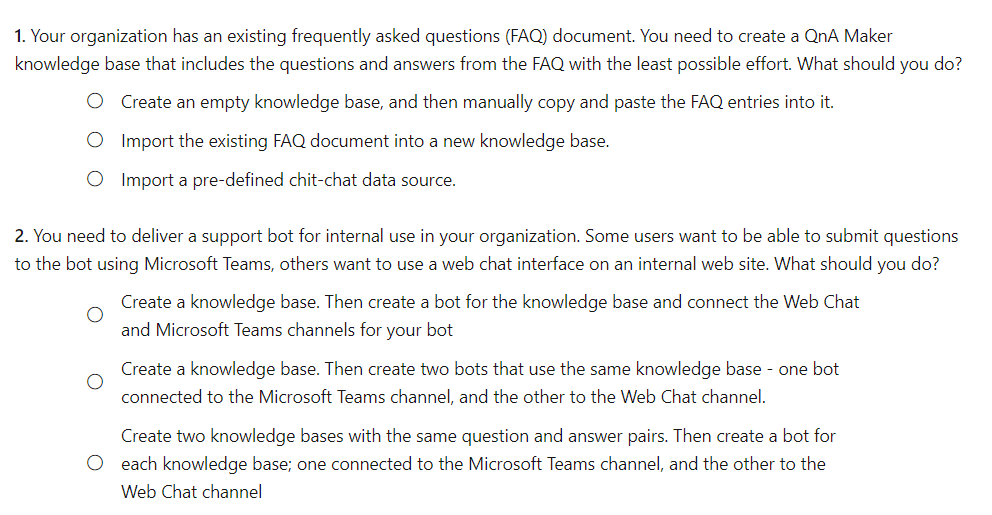 1. Your organization has an existing frequently asked questions (FAQ) document. You need to create a QnA Maker
knowledge base that includes the questions and answers from the FAQ with the least possible effort. What should you do?
Create an empty knowledge base, and then manually copy and paste the FAQ entries into it.
Import the existing FAQ document into a new knowledge base.
Import a pre-defined chit-chat data source.
2. You need to deliver a support bot for internal use in your organization. Some users want to be able to submit questions
to the bot using Microsoft Teams, others want to use a web chat interface on an internal web site. What should you do?
Create a knowledge base. Then create a bot for the knowledge base and connect the Web Chat
and Microsoft Teams channels for your bot
Create a knowledge base. Then create two bots that use the same knowledge base - one bot
connected to the Microsoft Teams channel, and the other to the Web Chat channel.
Create two knowledge bases with the same question and answer pairs. Then create a bot for
each knowledge base; one connected to the Microsoft Teams channel, and the other to the
Web Chat channel